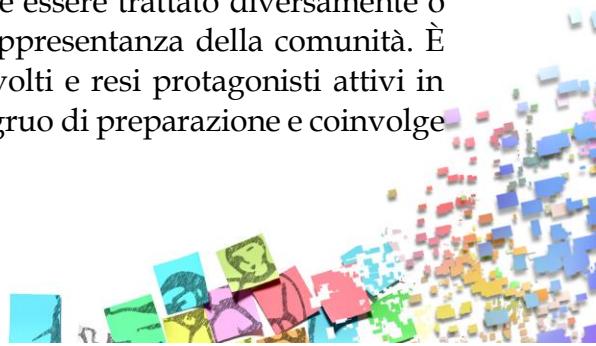 essere trattato diversamente o
ppresentanza della comunità. È
volti e resi protagonisti attivi in
gruo di preparazione e coinvolge